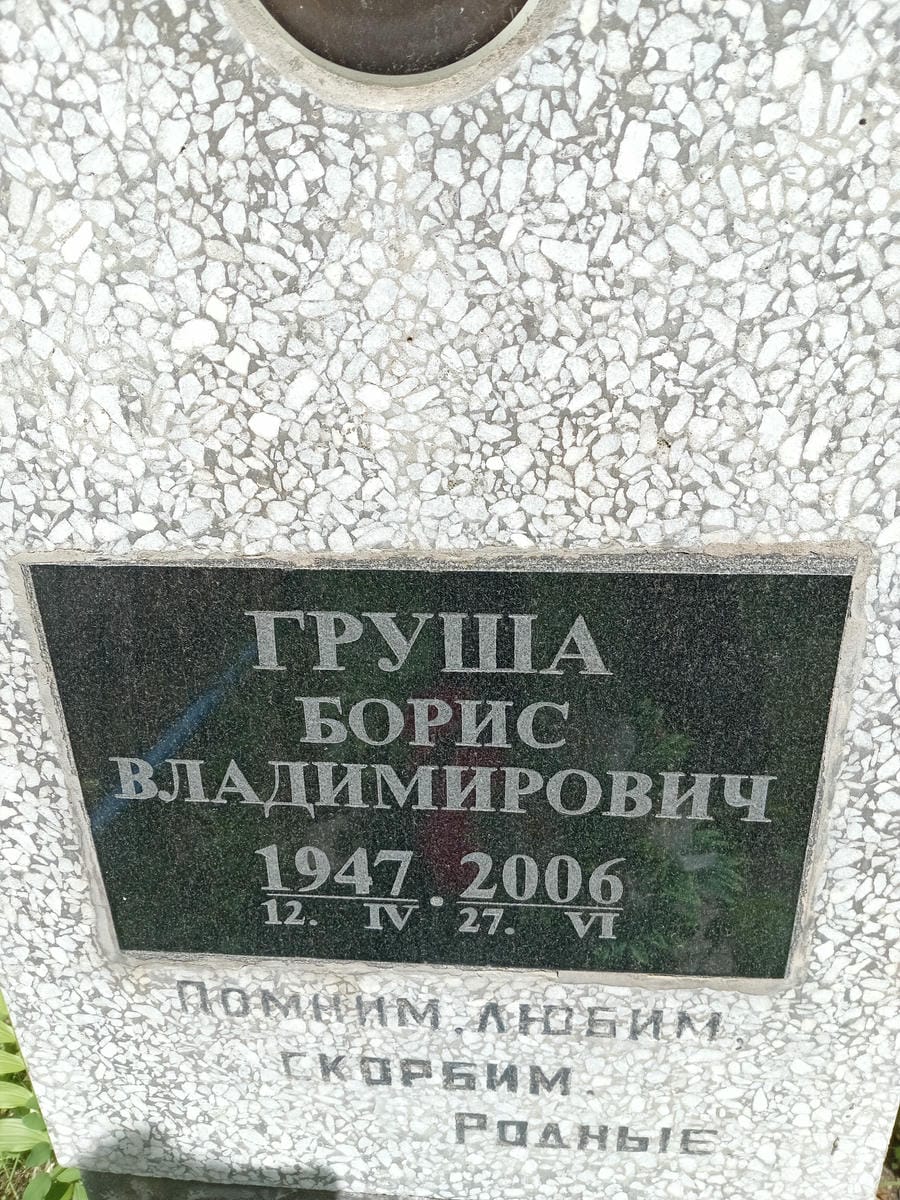 ГРУША
БОРИС
ВЛАДИМИРОВИЧ
1947 . 2006
12. IV 27. VI
ПОМНИМ, ЛЮБИМ,
СКОРБИМ.
РОДНЫЕ